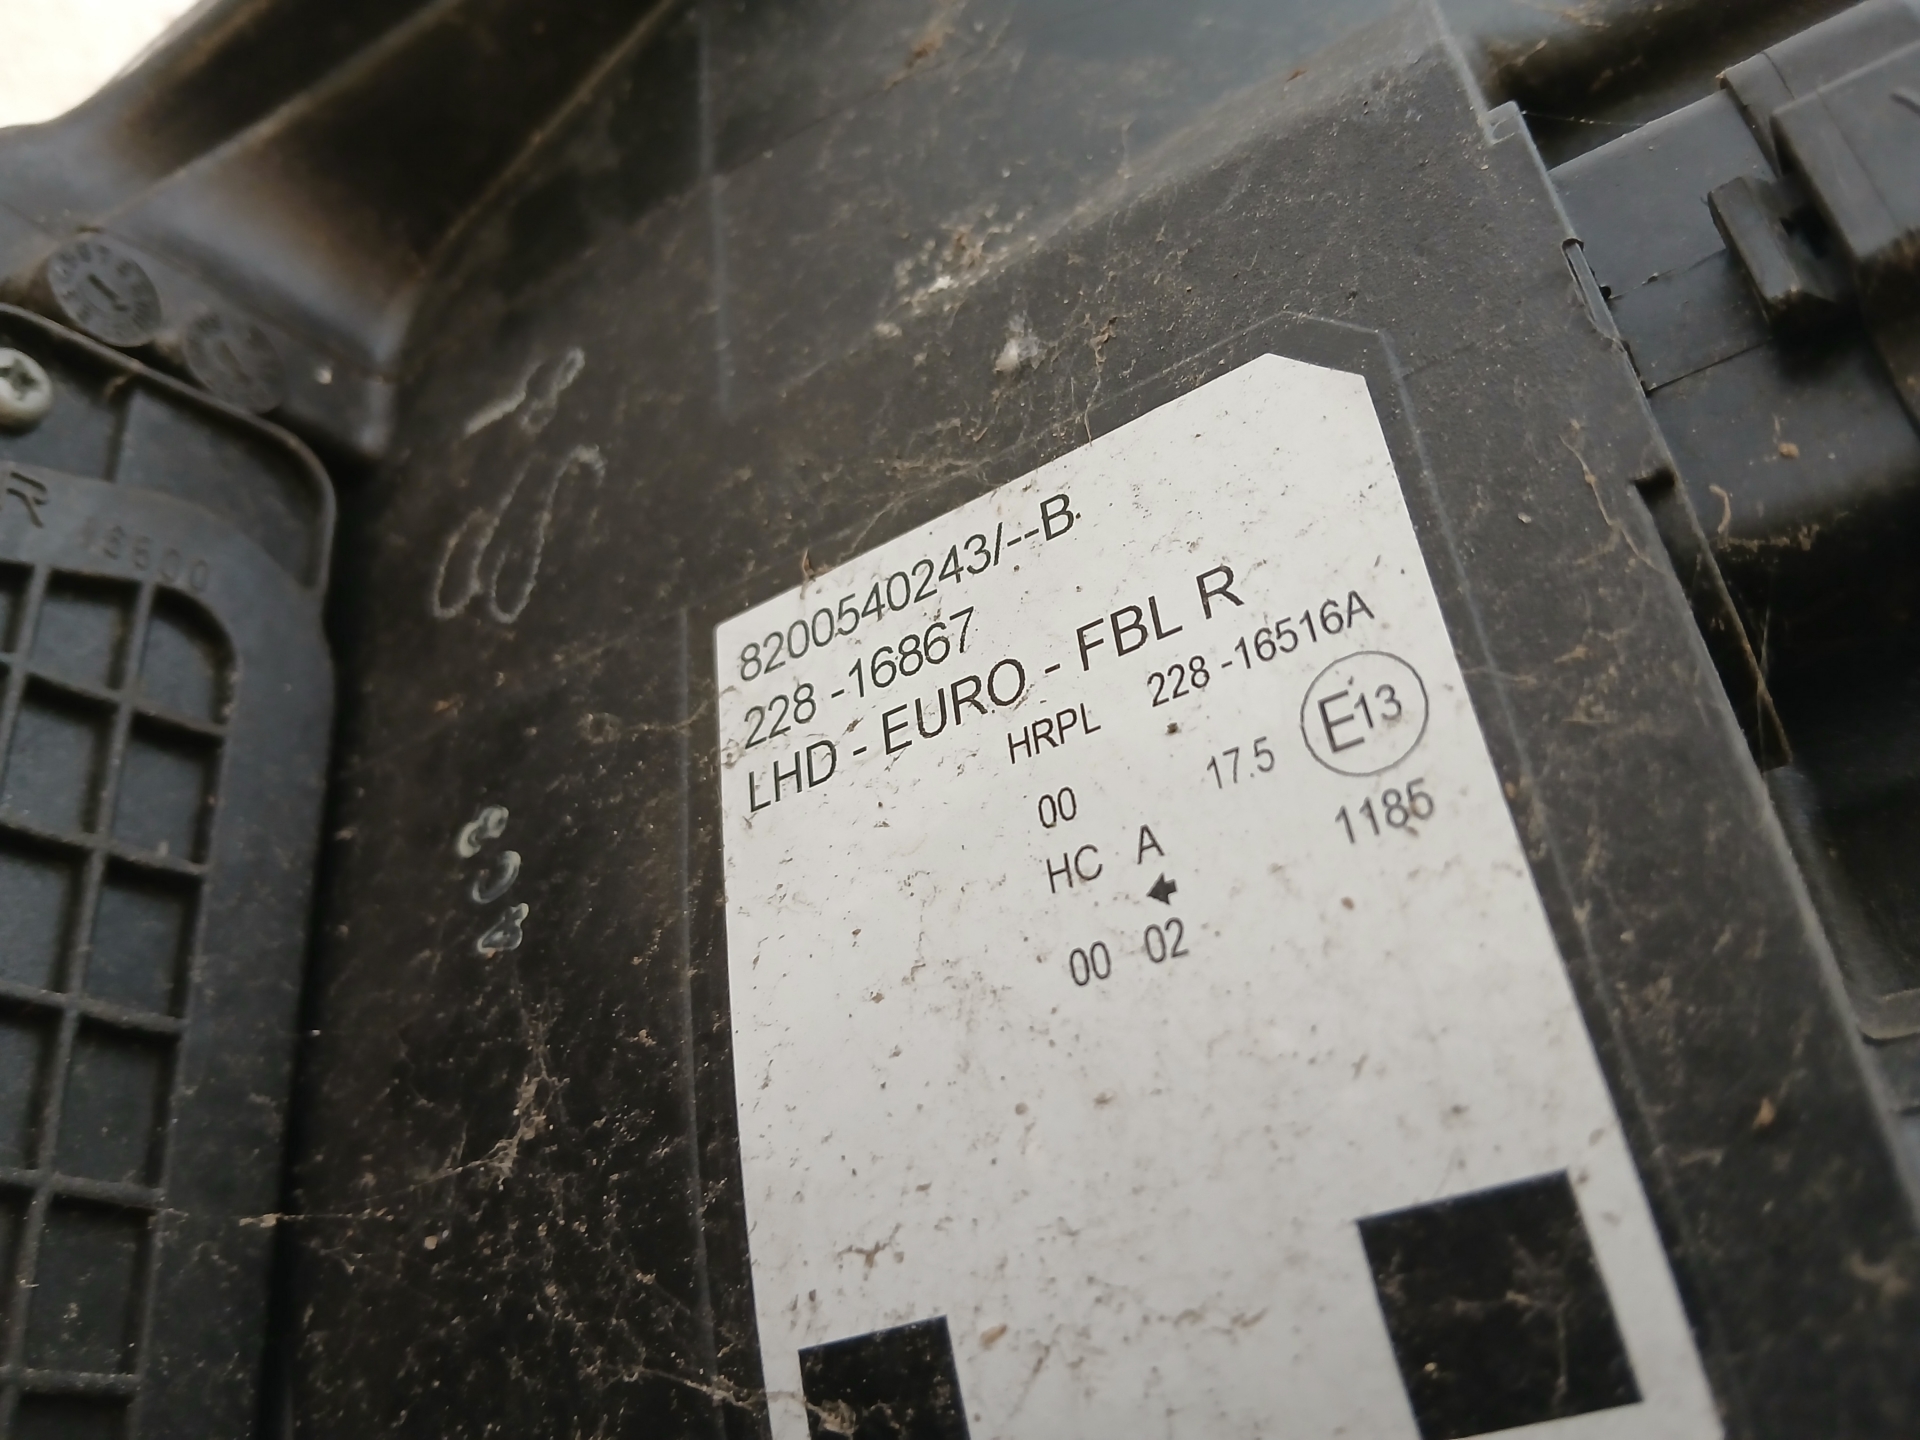 8200540243/--B
228 -16867
LHD - EURO - FBL R
HRPL 228 -16516A
00 17.5 E13
HC A 1185
00 02
R